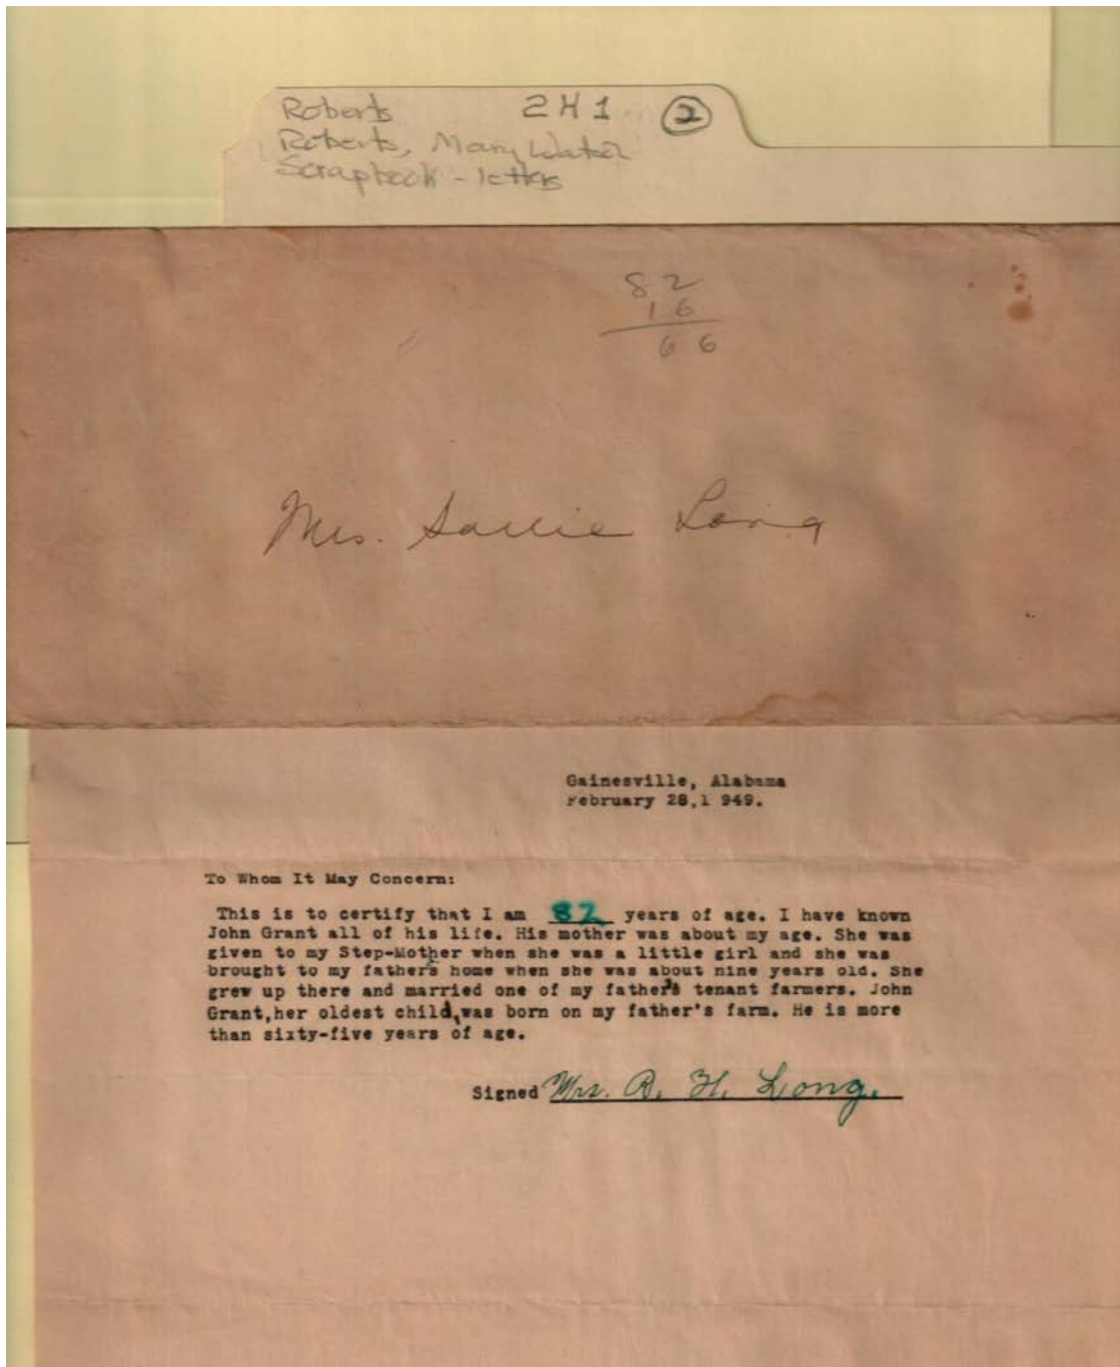 Roberts 2H1 2
Roberts, Mary Watson
Scrapbook - letters
82
16
66
Mrs. Sallie Long
Gainesville, Alabama
February 28,1 949.
To Whom It May Concern:
This is to certify that I am 82 years of age. I have known
John Grant all of his life. His mother was about my age. She was
given to my Step-Mother when she was a little girl and she was
brought to my father's home when she was about nine years old. She
grew up there and married one of my father's tenant farmers. John
Grant,her oldest child,was born on my father's farm. He is more
than sixty-five years of age.
Signed Mrs. R. H. Long.